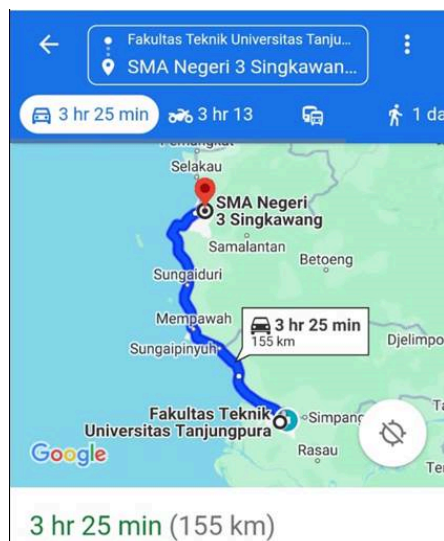 Fakultas Teknik Universitas Tanju...
SMA Negeri 3 Singkawan...
3 hr 25 min
3 hr 13
1 da
Selakau
SMA Negeri
3 Singkawang
Samalantan
Betoeng
Sungaiduri
Mempawah
3 hr 25 min
155 km
Djelimpo
Sungaipinyuh
Fakultas Teknik
Universitas Tanjungpura
Simpang
Ta
Rasau
Google
Ter
3 hr 25 min (155 km)